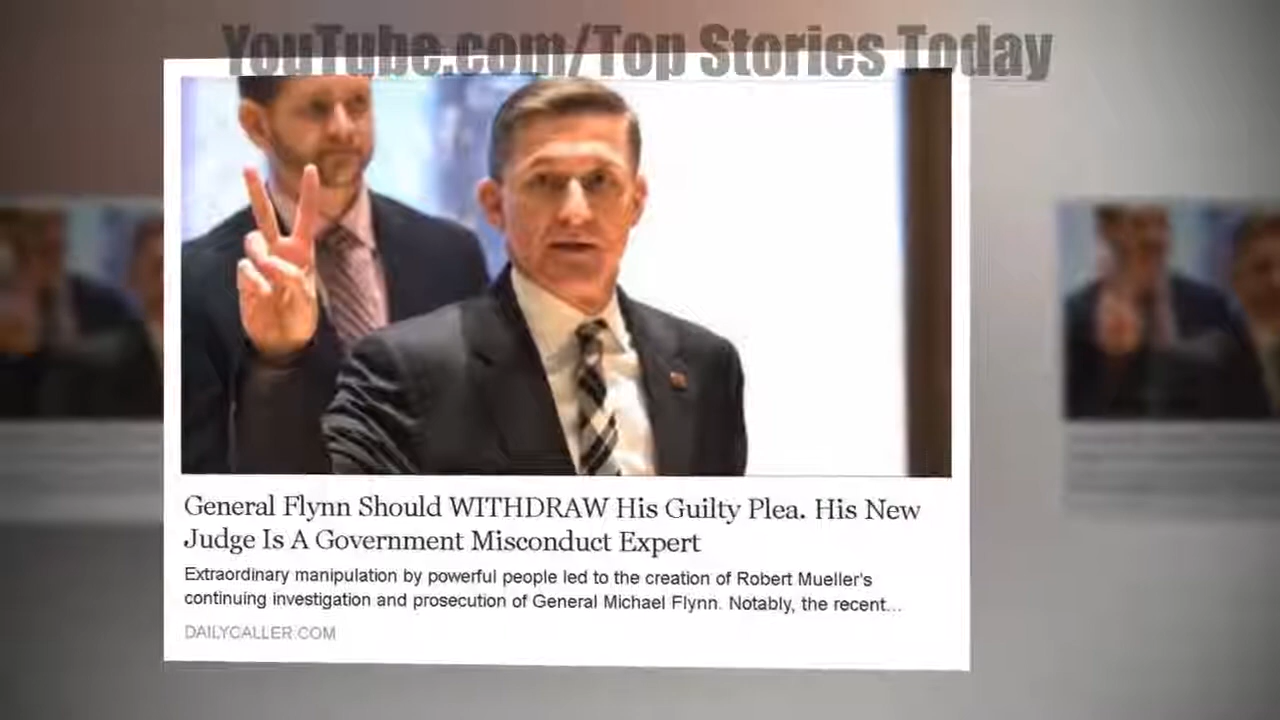 YouTube.com/Top Stories Today
General Flynn Should WITHDRAW His Guilty Plea. His New
Judge Is A Government Misconduct Expert
Extraordinary manipulation by powerful people led to the creation of Robert Mueller's
continuing investigation and prosecution of General Michael Flynn. Notably, the recent...
DAILYCALLER.COM